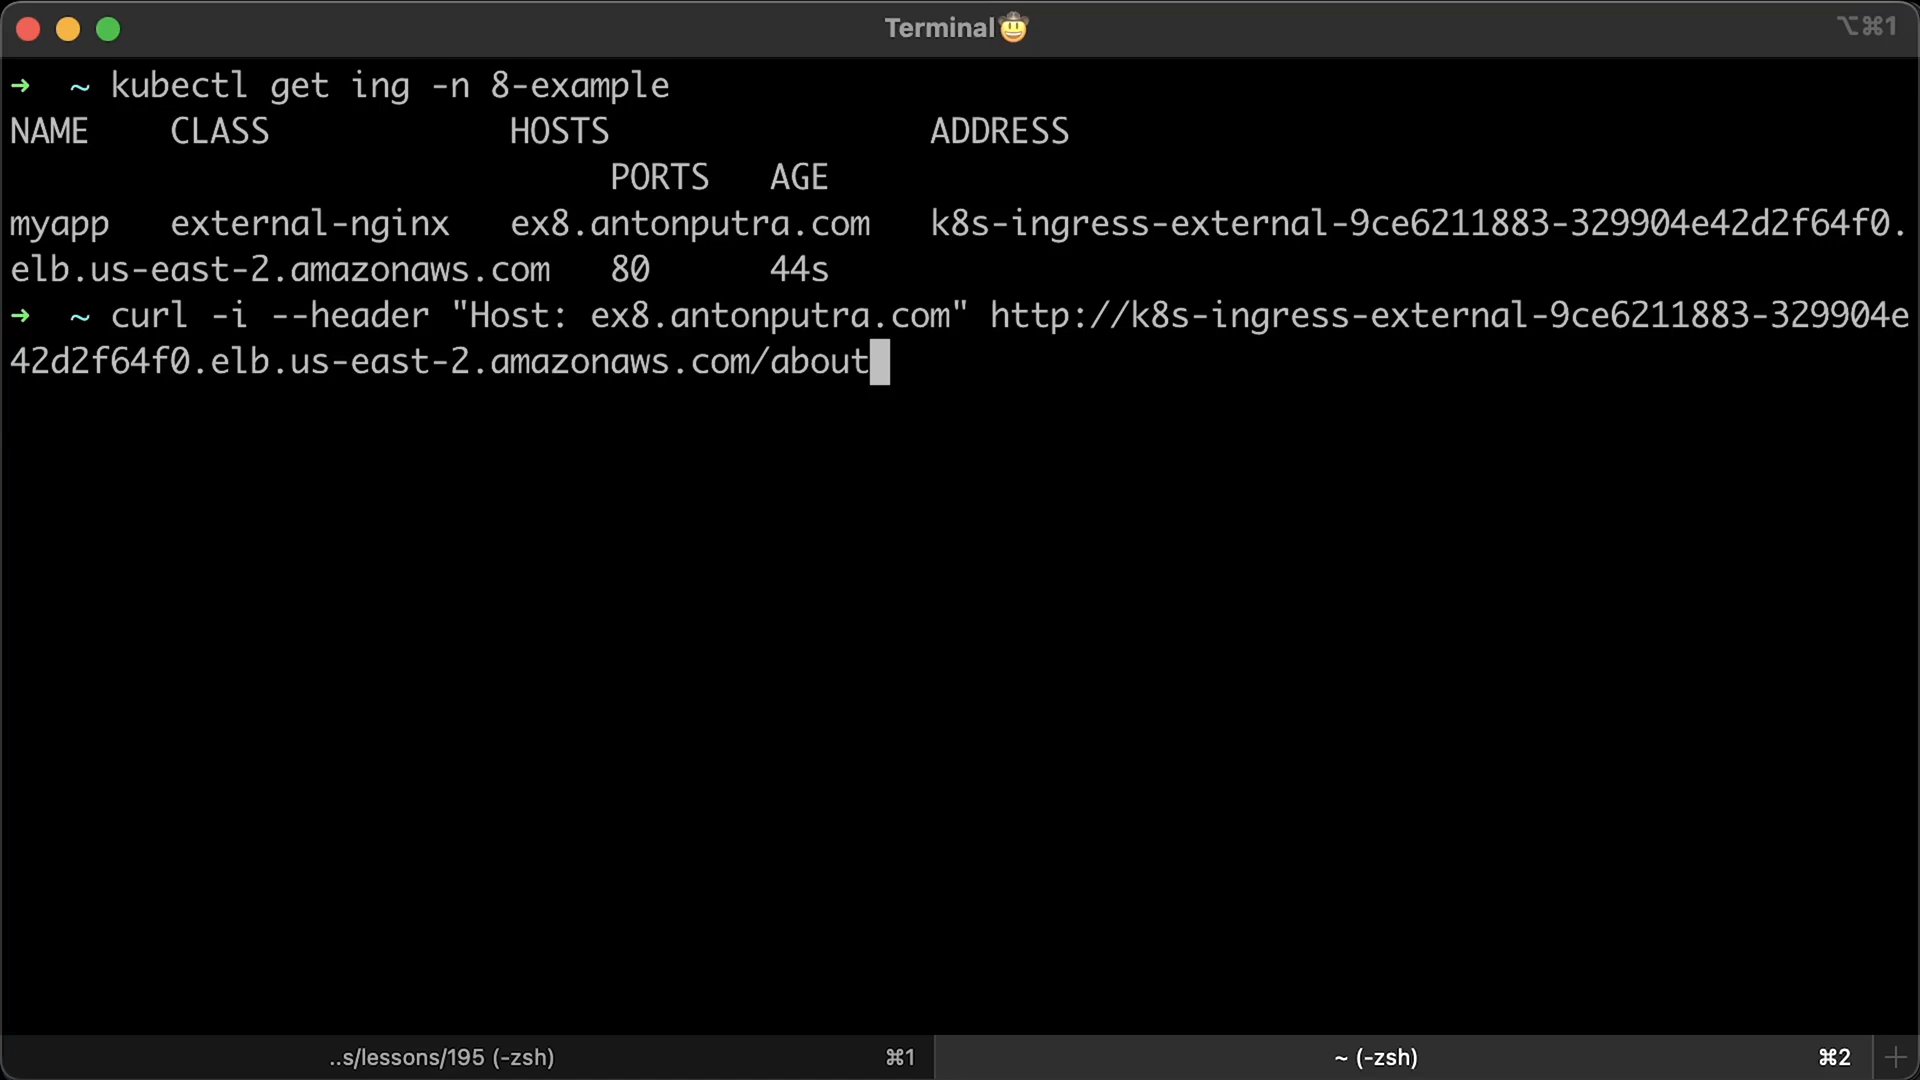 Terminal🤠
⌥⌘1
➜  ~ kubectl get ing -n 8-example
NAME    CLASS            HOSTS                ADDRESS
                              PORTS   AGE
myapp   external-nginx   ex8.antonputra.com   k8s-ingress-external-9ce6211883-329904e42d2f64f0.
elb.us-east-2.amazonaws.com   80      44s
➜  ~ curl -i --header "Host: ex8.antonputra.com" http://k8s-ingress-external-9ce6211883-329904e
42d2f64f0.elb.us-east-2.amazonaws.com/about
..s/lessons/195 (-zsh) ⌘1
~ (-zsh) ⌘2 +